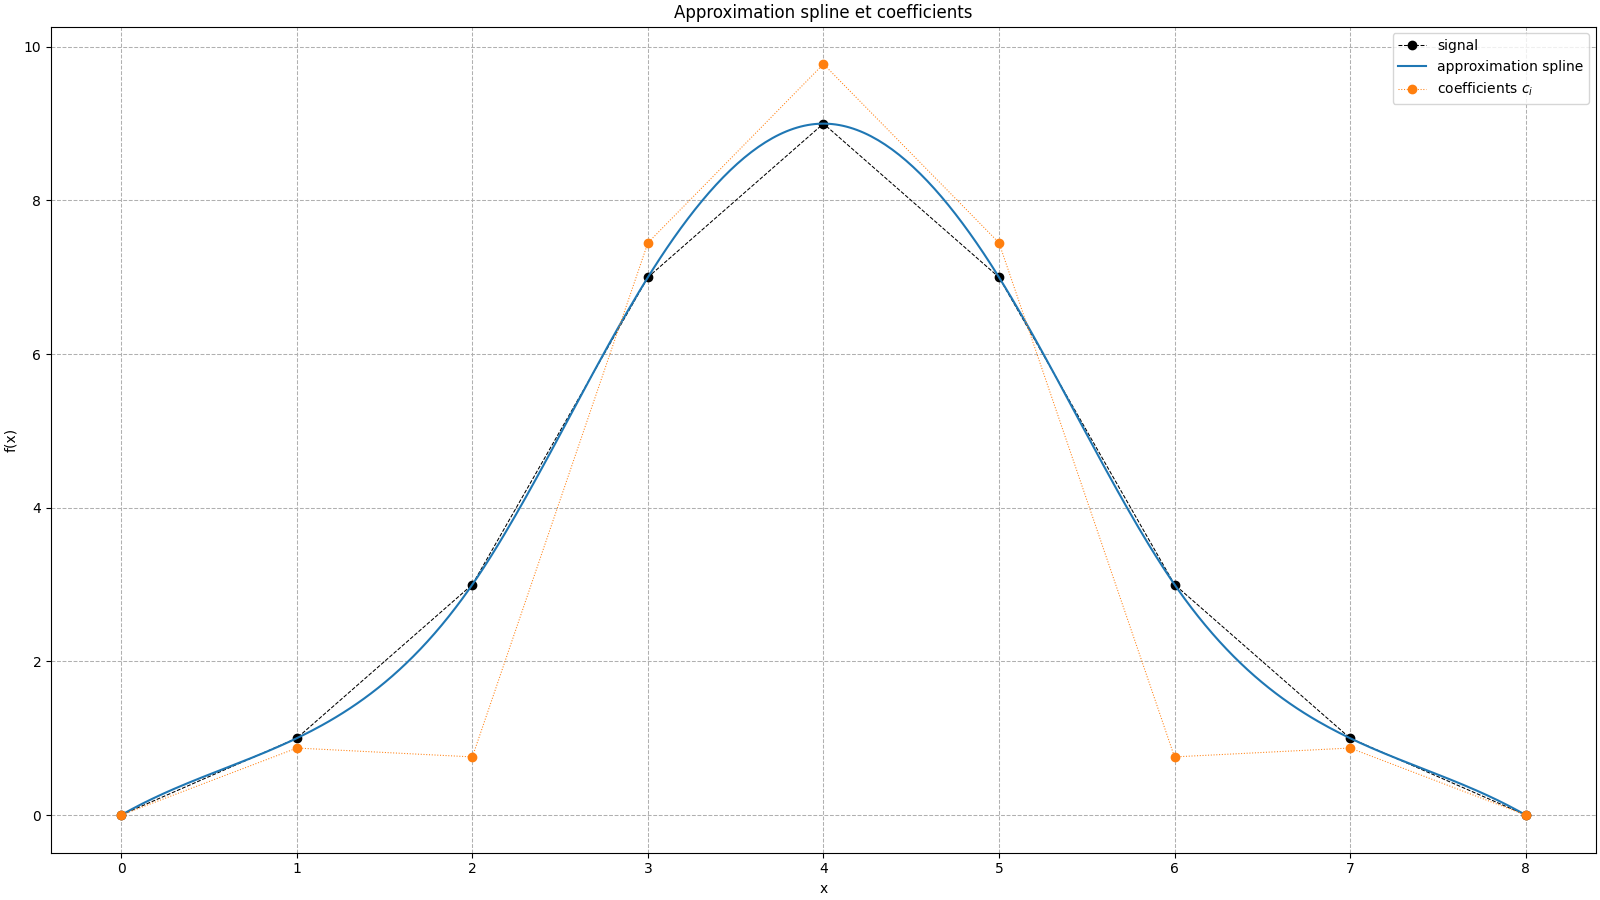 Approximation spline et coefficients
signal
approximation spline
coefficients c_i
10
8
6
4
2
0
f(x)
0 1 2 3 4 5 6 7 8
x